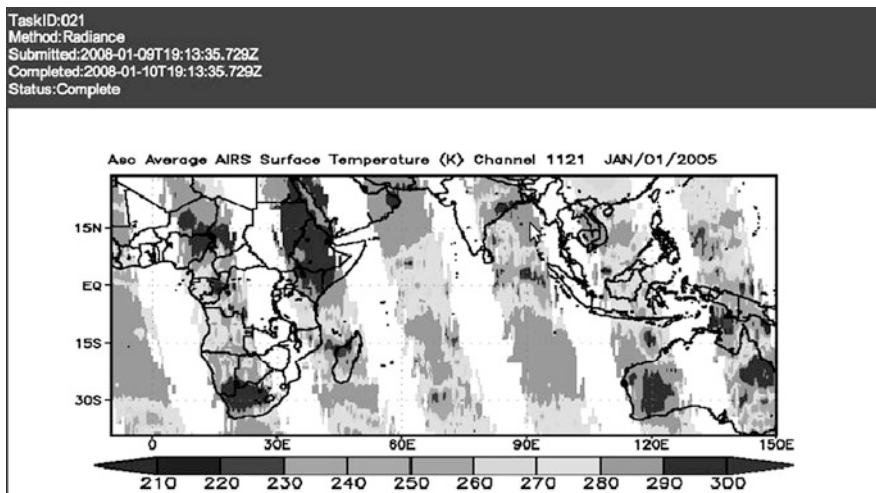 TaskID:021
Method:Radiance
Submitted:2008-01-09T19:13:35.729Z
Completed:2008-01-10T19:13:35.729Z
Status:Complete
Asc Average AIRS Surface Temperature (K) Channel 1121 JAN/01/2005
15N
EQ
15S
30S
0 30E 60E 90E 120E 150E
210 220 230 240 250 260 270 280 290 300